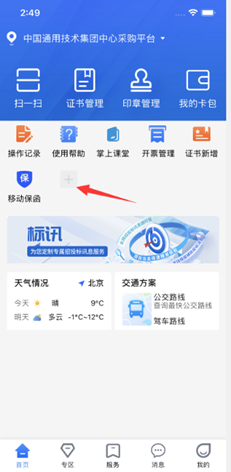 2:49
中国通用技术集团中心采购平台
扫一扫 证书管理 印章管理 我的卡包
操作记录 使用帮助 掌上课堂 开票管理 证书新增
保
移动保函
标讯
为您定制专属招投标讯息服务
天气情况 北京
今天 晴 9°C
明天 多云 -1°C~12°C
交通方案
公交路线
查询最快公交路线
驾车路线
首页 专区 服务 消息 我的